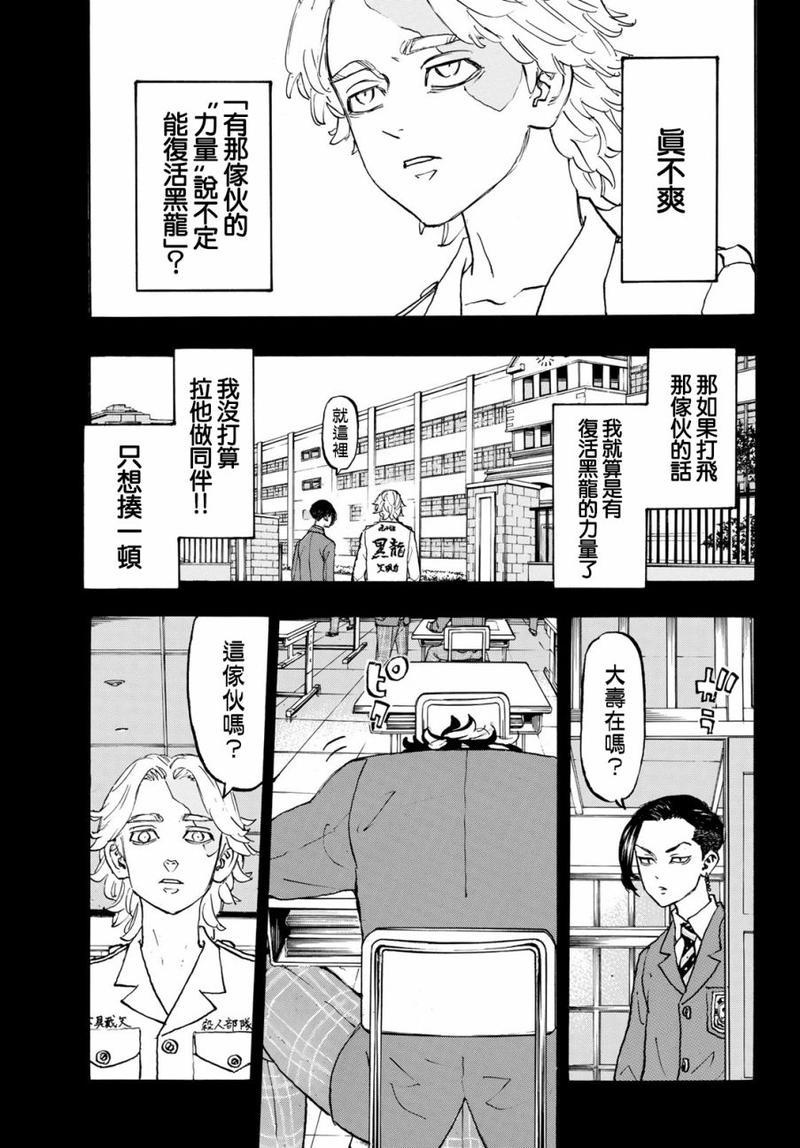 眞不爽
「有那傢伙的
“力量”說不定
能復活黑龍」？
那如果打飛
那傢伙的話
我就算是有
復活黑龍的力量了
就這裡
黑龍
我沒打算
拉他做同伴!!
只想揍一頓
大壽在嗎？
ピク
這傢伙嗎？
殺人部隊